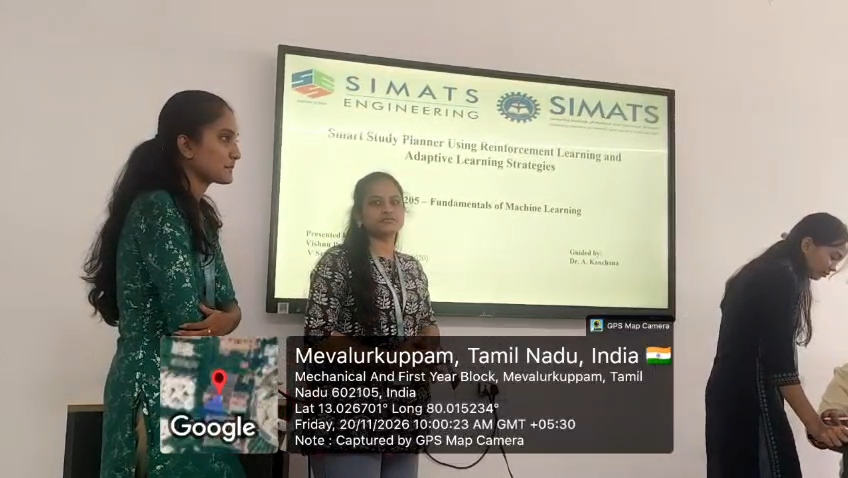 SIMATS
ENGINEERING
SIMATS
Smart Study Planner Using Reinforcement Learning and
Adaptive Learning Strategies
205 – Fundamentals of Machine Learning
Presented
Vishnu
Guided by:
Dr. A. Kanchana
GPS Map Camera
Mevalurkuppam, Tamil Nadu, India
Mechanical And First Year Block, Mevalurkuppam, Tamil
Nadu 602105, India
Lat 13.026701° Long 80.015234°
Friday, 20/11/2026 10:00:23 AM GMT +05:30
Note : Captured by GPS Map Camera
Google